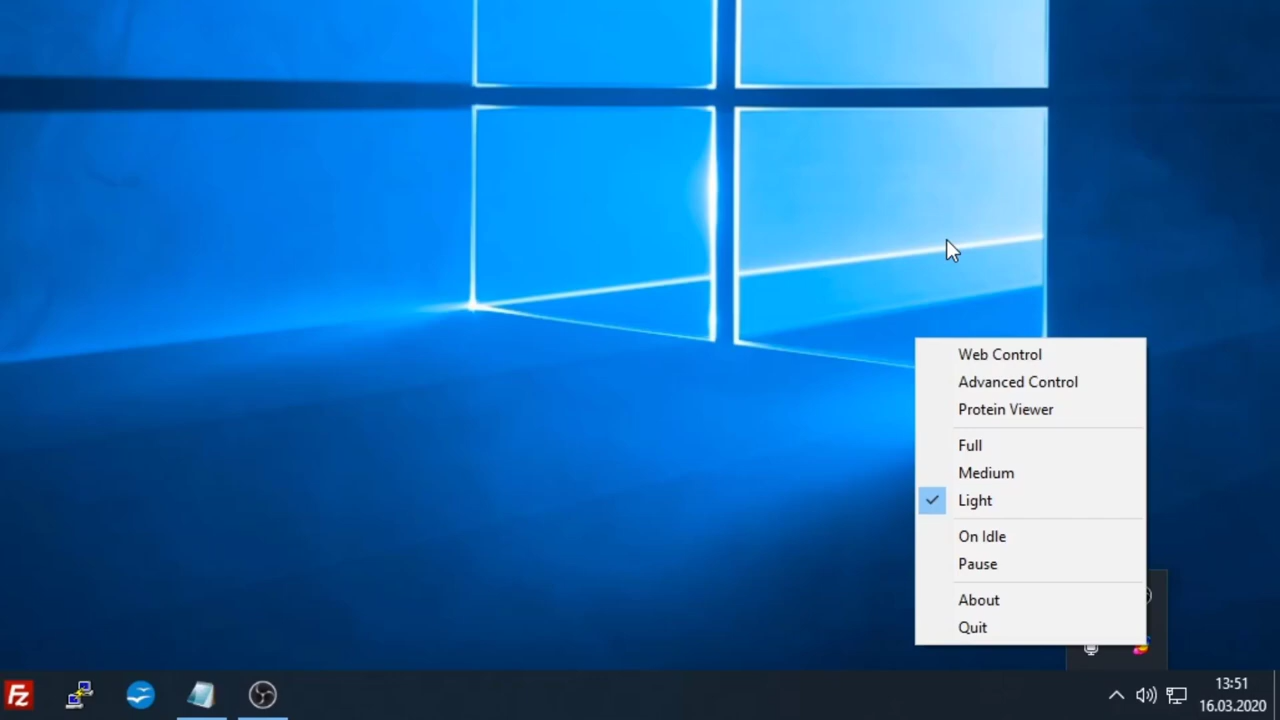 Web Control
Advanced Control
Protein Viewer
Full
Medium
Light
On Idle
Pause
About
Quit
Fz
13:51
16.03.2020